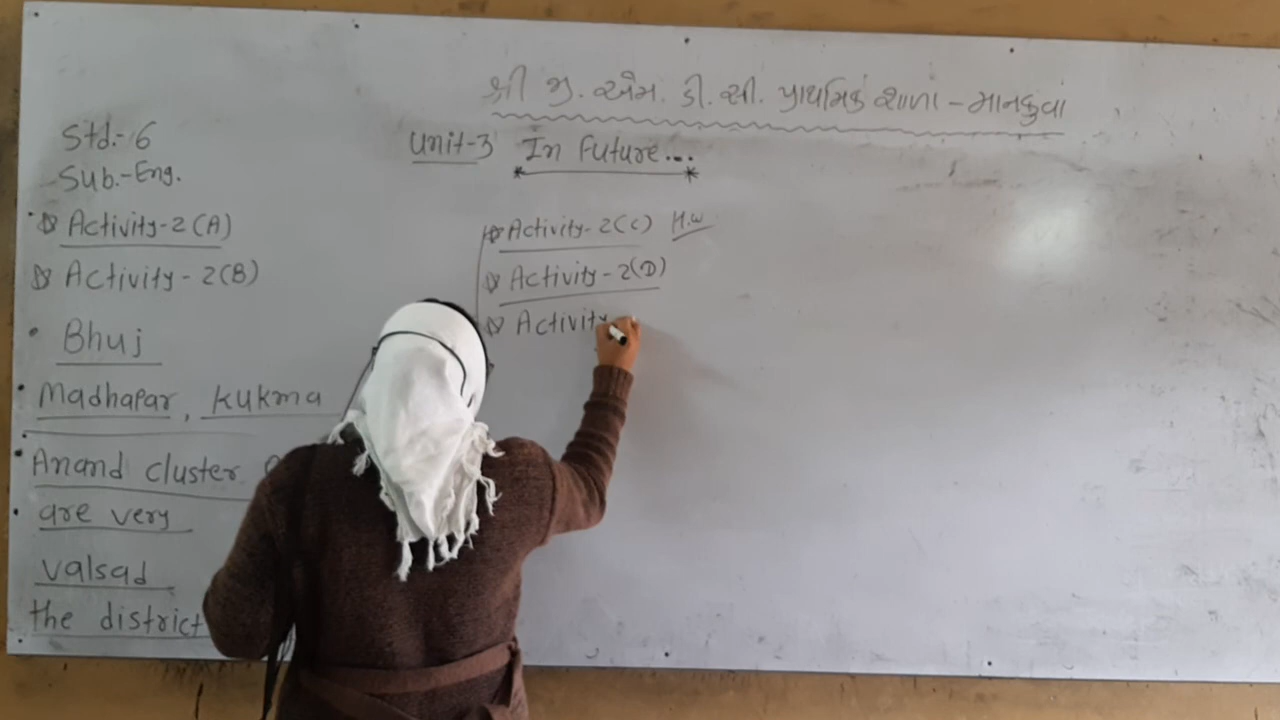 શ્રી જી. એમ. ડી. સી. પ્રાથમિક શાળા - માનકુવા
Std.- 6
Sub.- Eng.
Unit-3 In Future...
Activity-2(A)
Activity - 2(B)
Bhuj
Madhapar, kukma
Anand cluster
are very
valsad
the district
Activity- 2(C) H.W
Activity - 2(D)
Activity